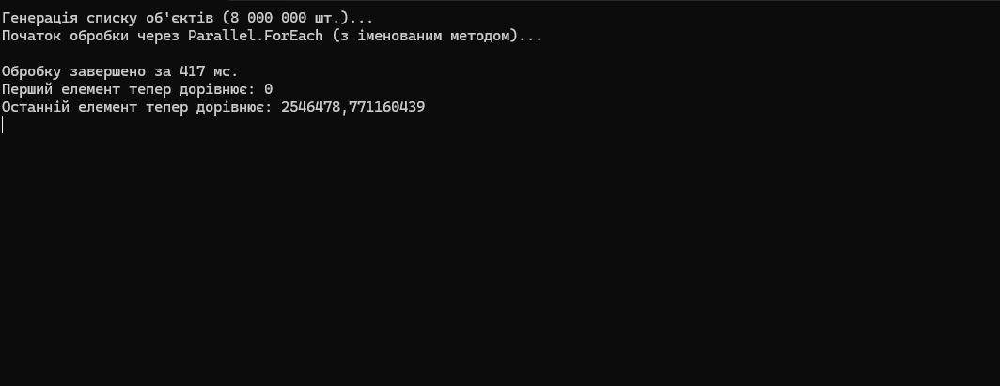 Генерація списку об'єктів (8 000 000 шт.)...
Початок обробки через Parallel.ForEach (з іменованим методом)...
Обробку завершено за 417 мс.
Перший елемент тепер дорівнює: 0
Останній елемент тепер дорівнює: 2546478,771160439